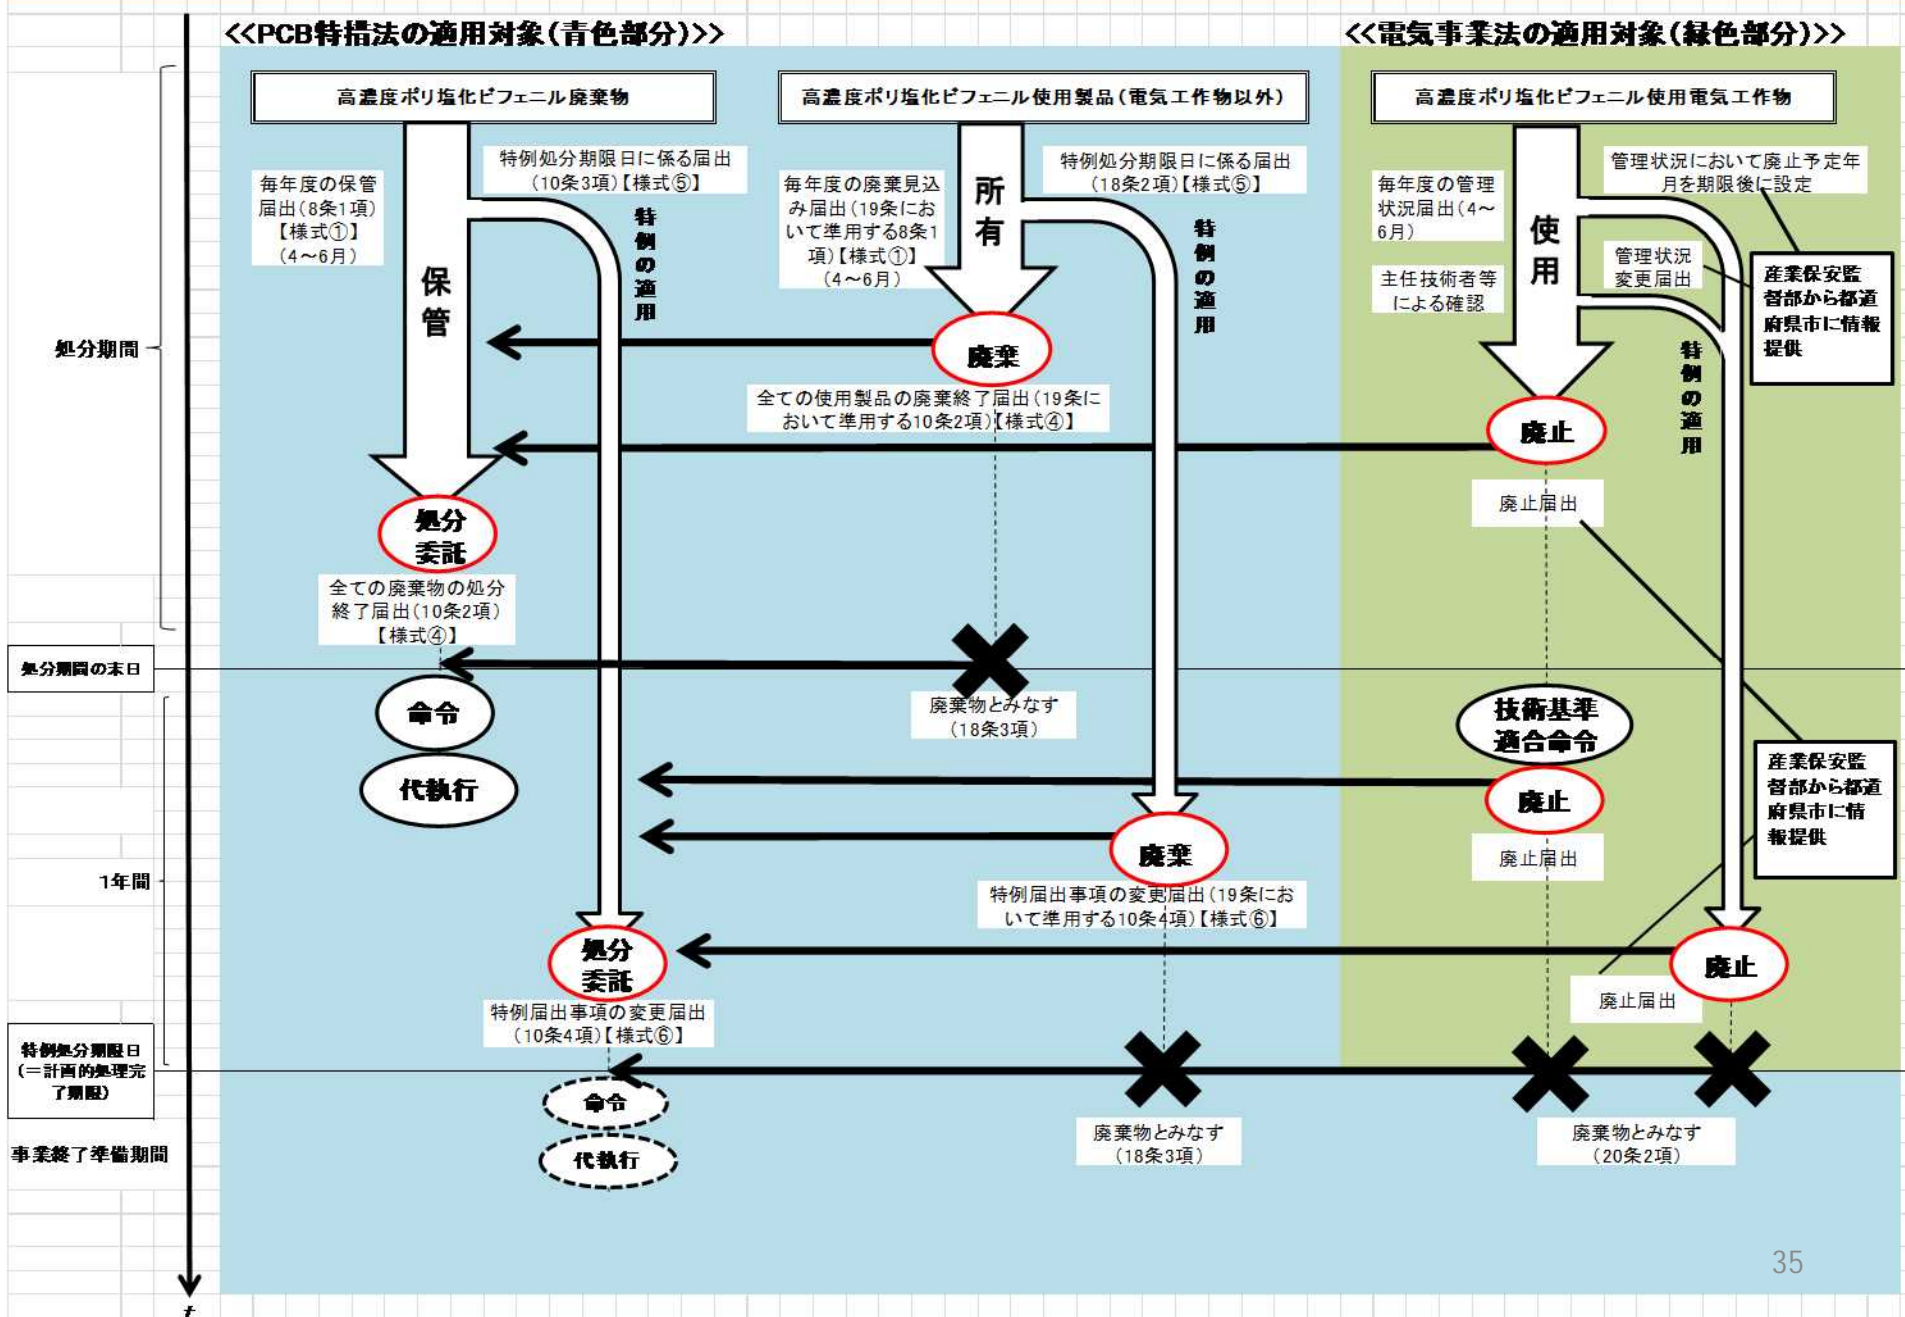 <<PCB特措法の適用対象(青色部分)>>
<<電気事業法の適用対象(緑色部分)>>
高濃度ポリ塩化ビフェニル廃棄物
高濃度ポリ塩化ビフェニル使用製品(電気工作物以外)
高濃度ポリ塩化ビフェニル使用電気工作物
毎年度の保管
届出(8条1項)
【様式①】
(4〜6月)
保管
特例処分期限日に係る届出
(10条3項)【様式⑤】
特例の適用
毎年度の廃棄見込
み届出(19条にお
いて準用する8条1
項)【様式①】
(4〜6月)
所有
特例処分期限日に係る届出
(18条2項)【様式⑤】
特例の適用
毎年度の管理
状況届出(4〜
6月)
主任技術者等
による確認
使用
管理状況において廃止予定年
月を期限後に設定
管理状況
変更届出
産業保安監
督部から都道
府県市に情報
提供
特例の適用
処分期間
廃棄
全ての使用製品の廃棄終了届出(19条に
おいて準用する10条2項)【様式④】
廃止
廃止届出
処分
委託
全ての廃棄物の処分
終了届出(10条2項)
【様式④】
処分期間の末日
命令
代執行
廃棄物とみなす
(18条3項)
技術基準
適合命令
廃止
廃止届出
産業保安監
督部から都道
府県市に情
報提供
1年間
廃棄
特例届出事項の変更届出(19条にお
いて準用する10条4項)【様式⑥】
処分
委託
特例届出事項の変更届出
(10条4項)【様式⑥】
廃止
廃止届出
特例処分期限日
(=計画的処理完
了期限)
命令
代執行
廃棄物とみなす
(18条3項)
廃棄物とみなす
(20条2項)
事業終了準備期間
35
t